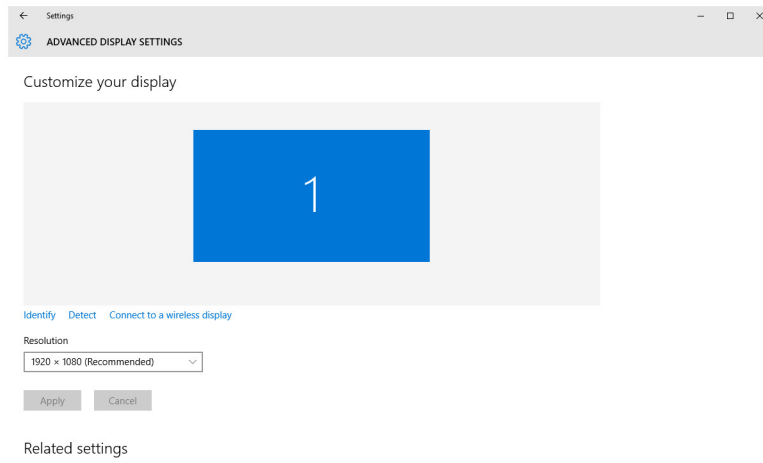 Settings
ADVANCED DISPLAY SETTINGS
Customize your display
1
Identify Detect Connect to a wireless display
Resolution
1920 × 1080 (Recommended)
Apply Cancel
Related settings